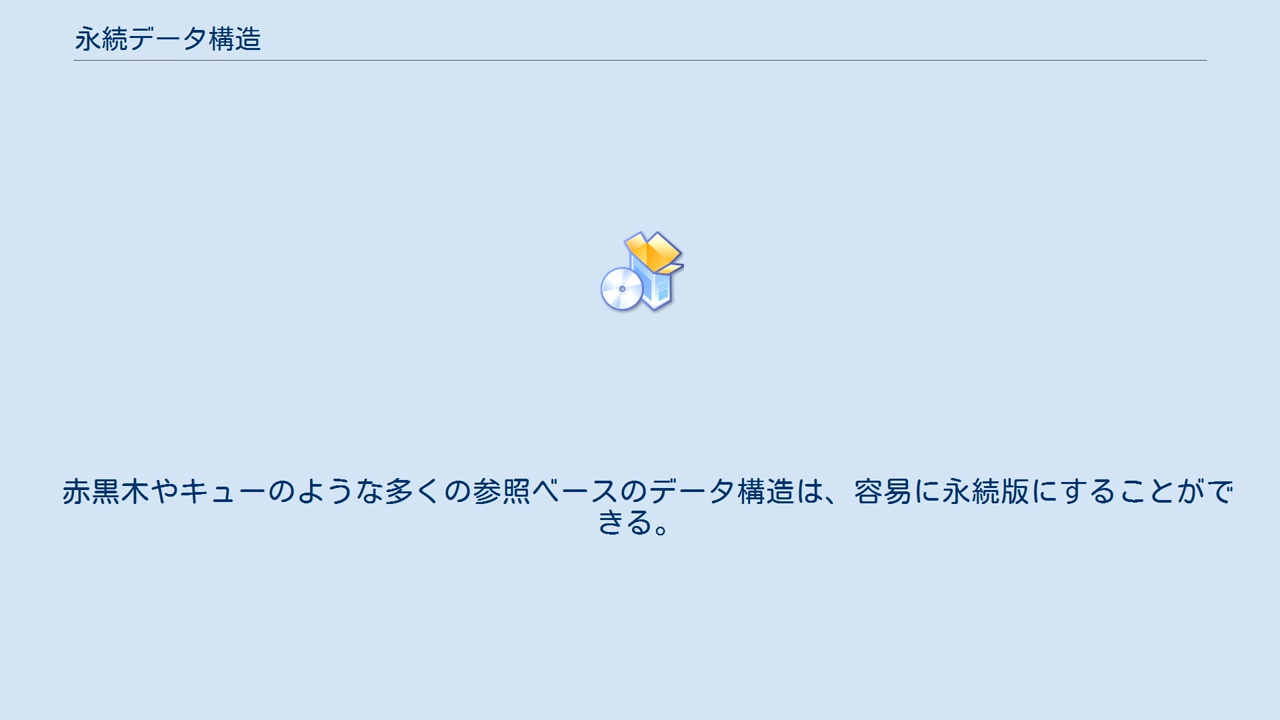 永続データ構造
赤黒木やキューのような多くの参照ベースのデータ構造は、容易に永続版にすることがで
きる。